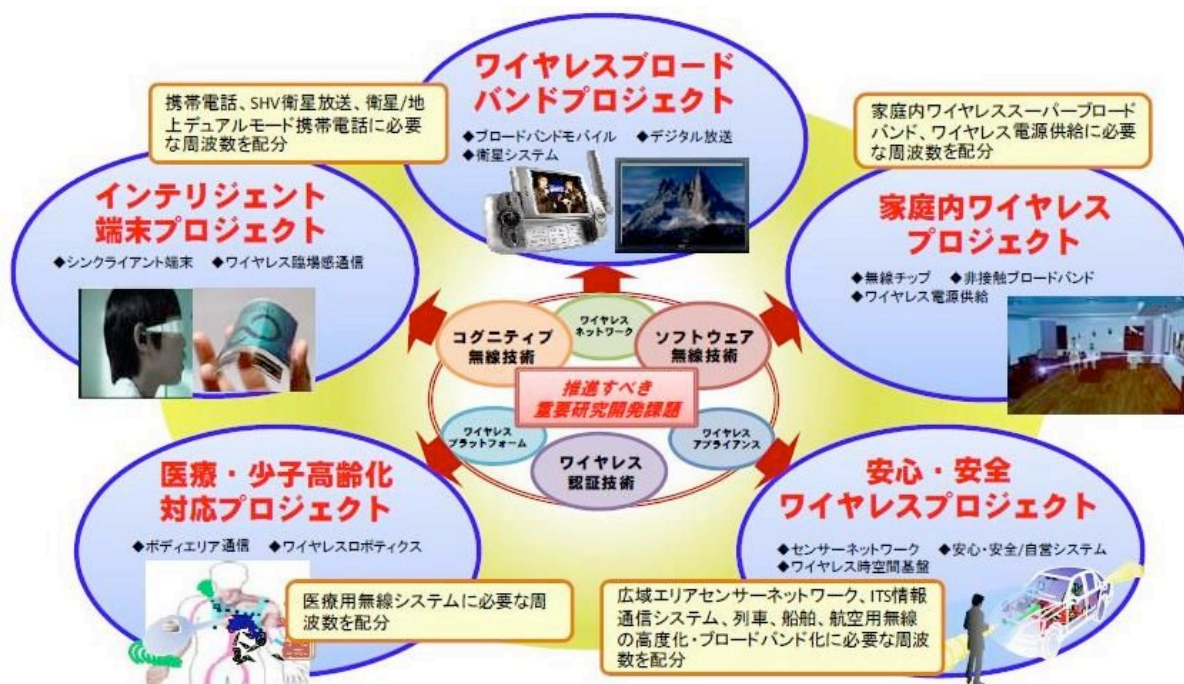 ワイヤレスブロード
バンドプロジェクト
◆ブロードバンドモバイル ◆デジタル放送
◆衛星システム
携帯電話、SHV衛星放送、衛星/地
上デュアルモード携帯電話に必要
な周波数を配分
家庭内ワイヤレススーパーブロード
バンド、ワイヤレス電源供給に必要
な周波数を配分
インテリジェント
端末プロジェクト
◆シンクライアント端末 ◆ワイヤレス臨場感通信
家庭内ワイヤレス
プロジェクト
◆無線チップ ◆非接触ブロードバンド
◆ワイヤレス電源供給
コグニティブ
無線技術
ワイヤレス
ネットワーク
ソフトウェア
無線技術
推進すべき
重要研究開発課題
ワイヤレス
プラットフォーム
ワイヤレス
認証技術
ワイヤレス
アプライアンス
医療・少子高齢化
対応プロジェクト
◆ボディエリア通信 ◆ワイヤレスロボティクス
医療用無線システムに必要な周
波数を配分
安心・安全
ワイヤレスプロジェクト
◆センサーネットワーク ◆安心・安全/自営システム
◆ワイヤレス時空間基盤
広域エリアセンサーネットワーク、ITS情報
通信システム、列車、船舶、航空用無線
の高度化・ブロードバンド化に必要な周波
数を配分